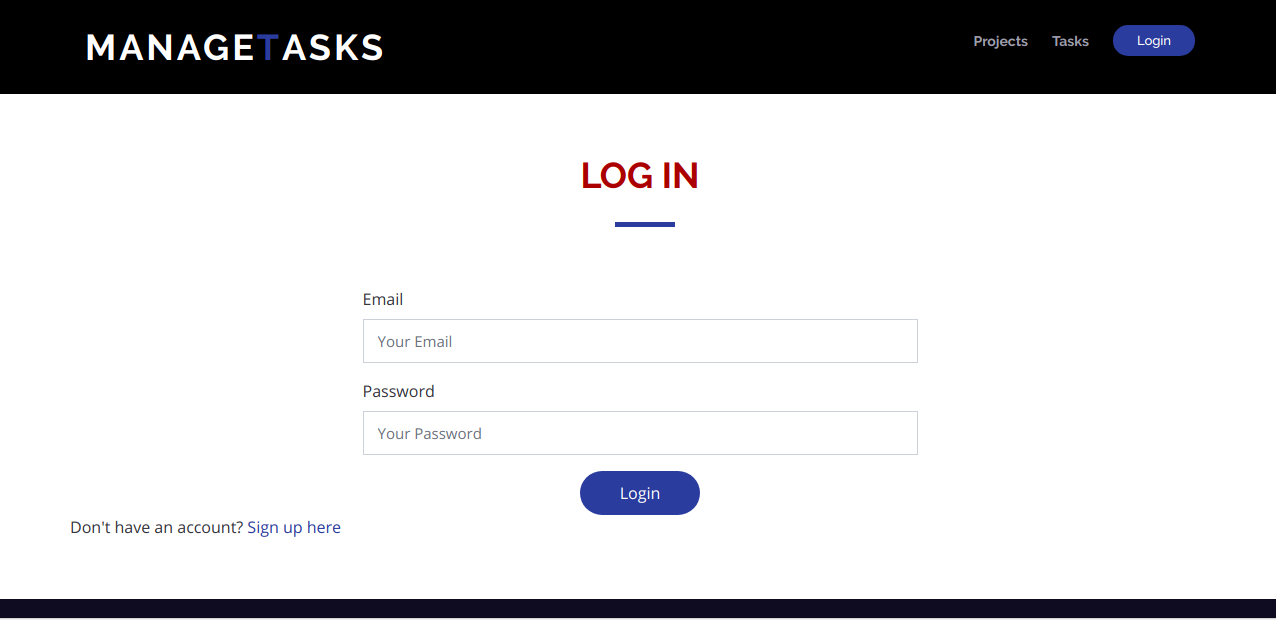 MANAGETASKS
Projects Tasks Login
LOG IN
Email
Your Email
Password
Your Password
Login
Don't have an account? Sign up here